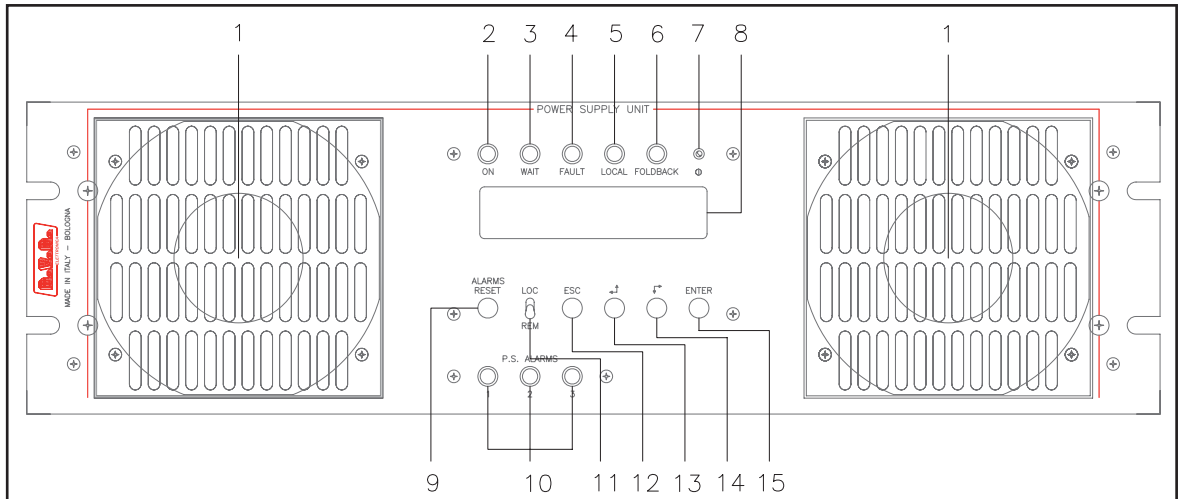 1 2 3 4 5 6 7 8 1
POWER SUPPLY UNIT
ON WAIT FAULT LOCAL FOLDBACK
R.V.R.
ELETTRONICA
MADE IN ITALY - BOLOGNA
ALARMS
RESET
LOC
REM
ESC
ENTER
P.S. ALARMS
1 2 3
9 10 11 12 13 14 15